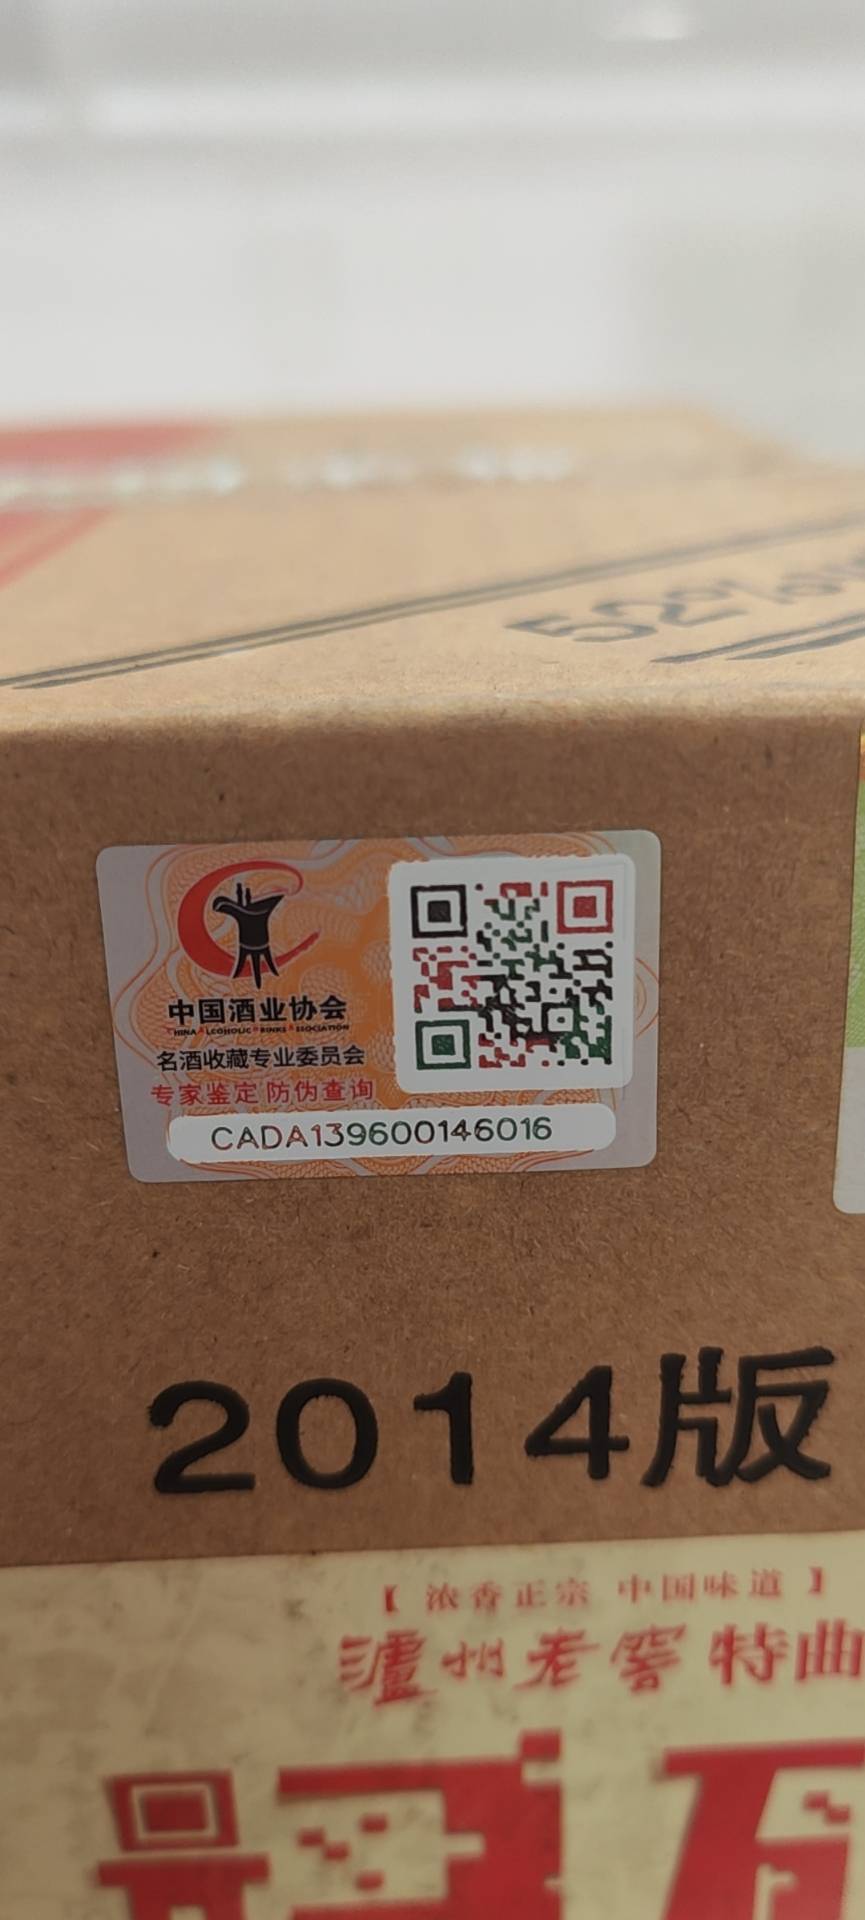 52%
中国酒业协会
CHINA ALCOHOLIC DRINKS ASSOCIATION
名酒收藏专业委员会
专家鉴定 防伪查询
CADA139600146016
2014版
【 浓香正宗 中国味道 】
泸州老窖 特曲